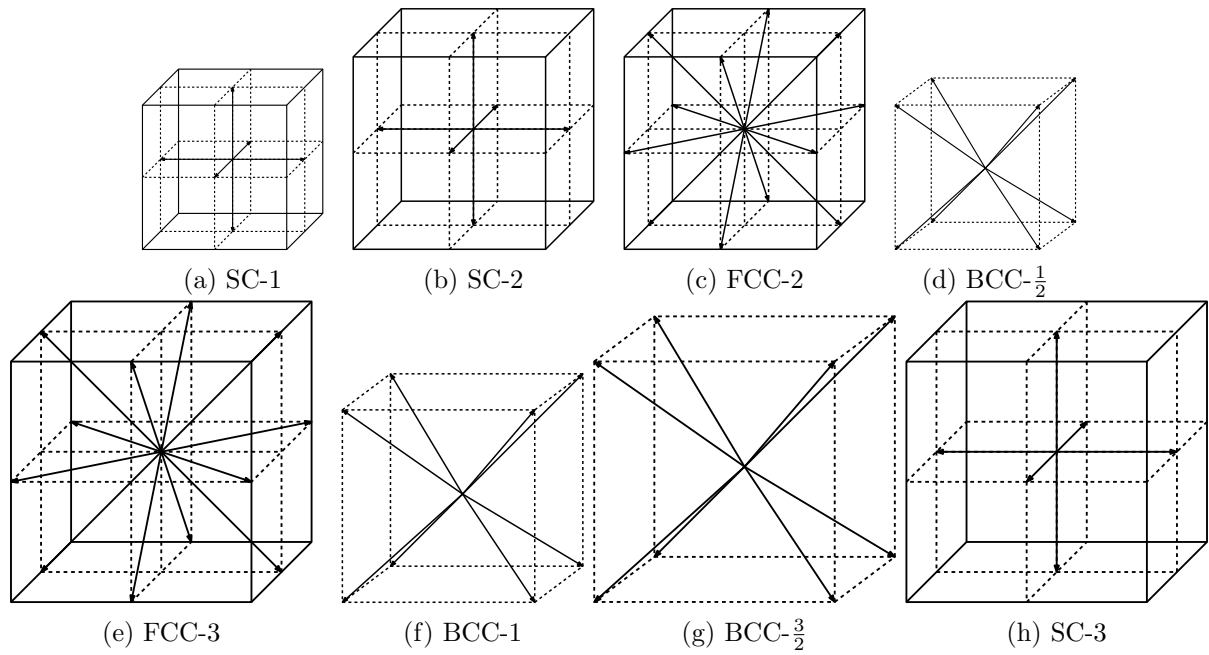 (a) SC-1
(b) SC-2
(c) FCC-2
(d) BCC-½
(e) FCC-3
(f) BCC-1
(g) BCC-3/2
(h) SC-3